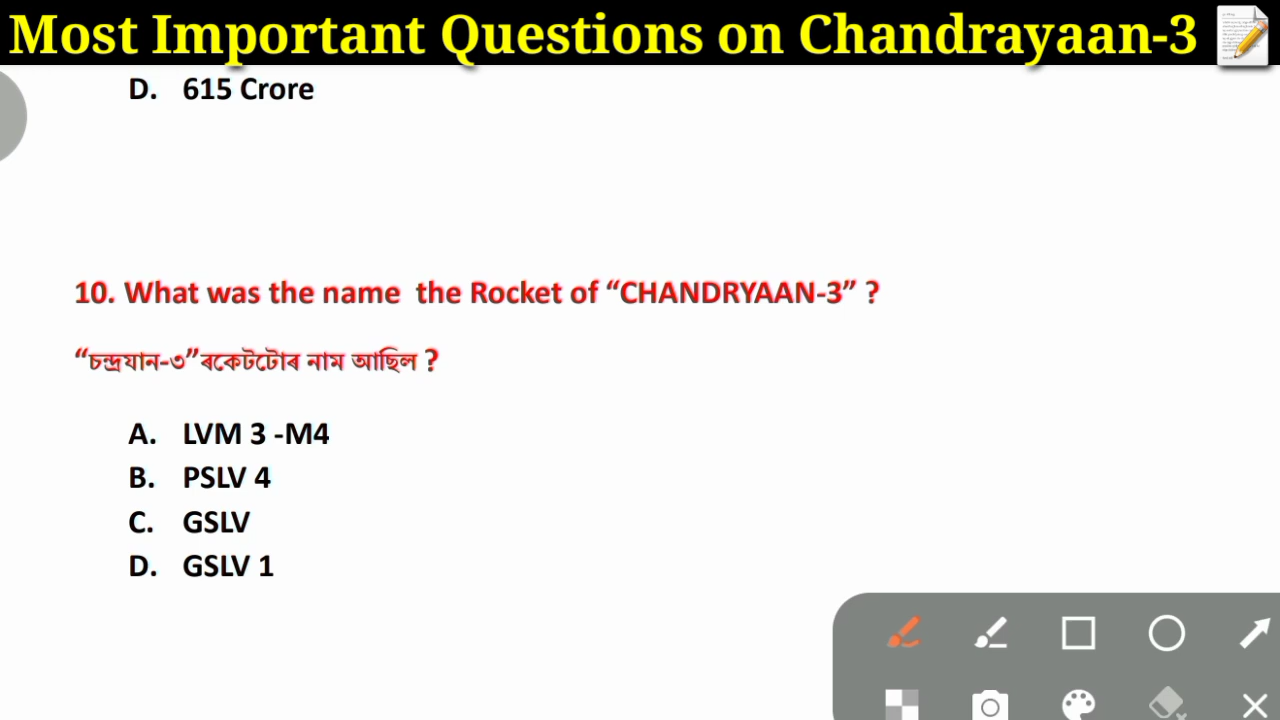 Most Important Questions on Chandrayaan-3
D. 615 Crore
10. What was the name the Rocket of “CHANDRYAAN-3” ?
“চন্দ্ৰযান-৩”ৰকেটটোৰ নাম আছিল ?
A. LVM 3 -M4
B. PSLV 4
C. GSLV
D. GSLV 1